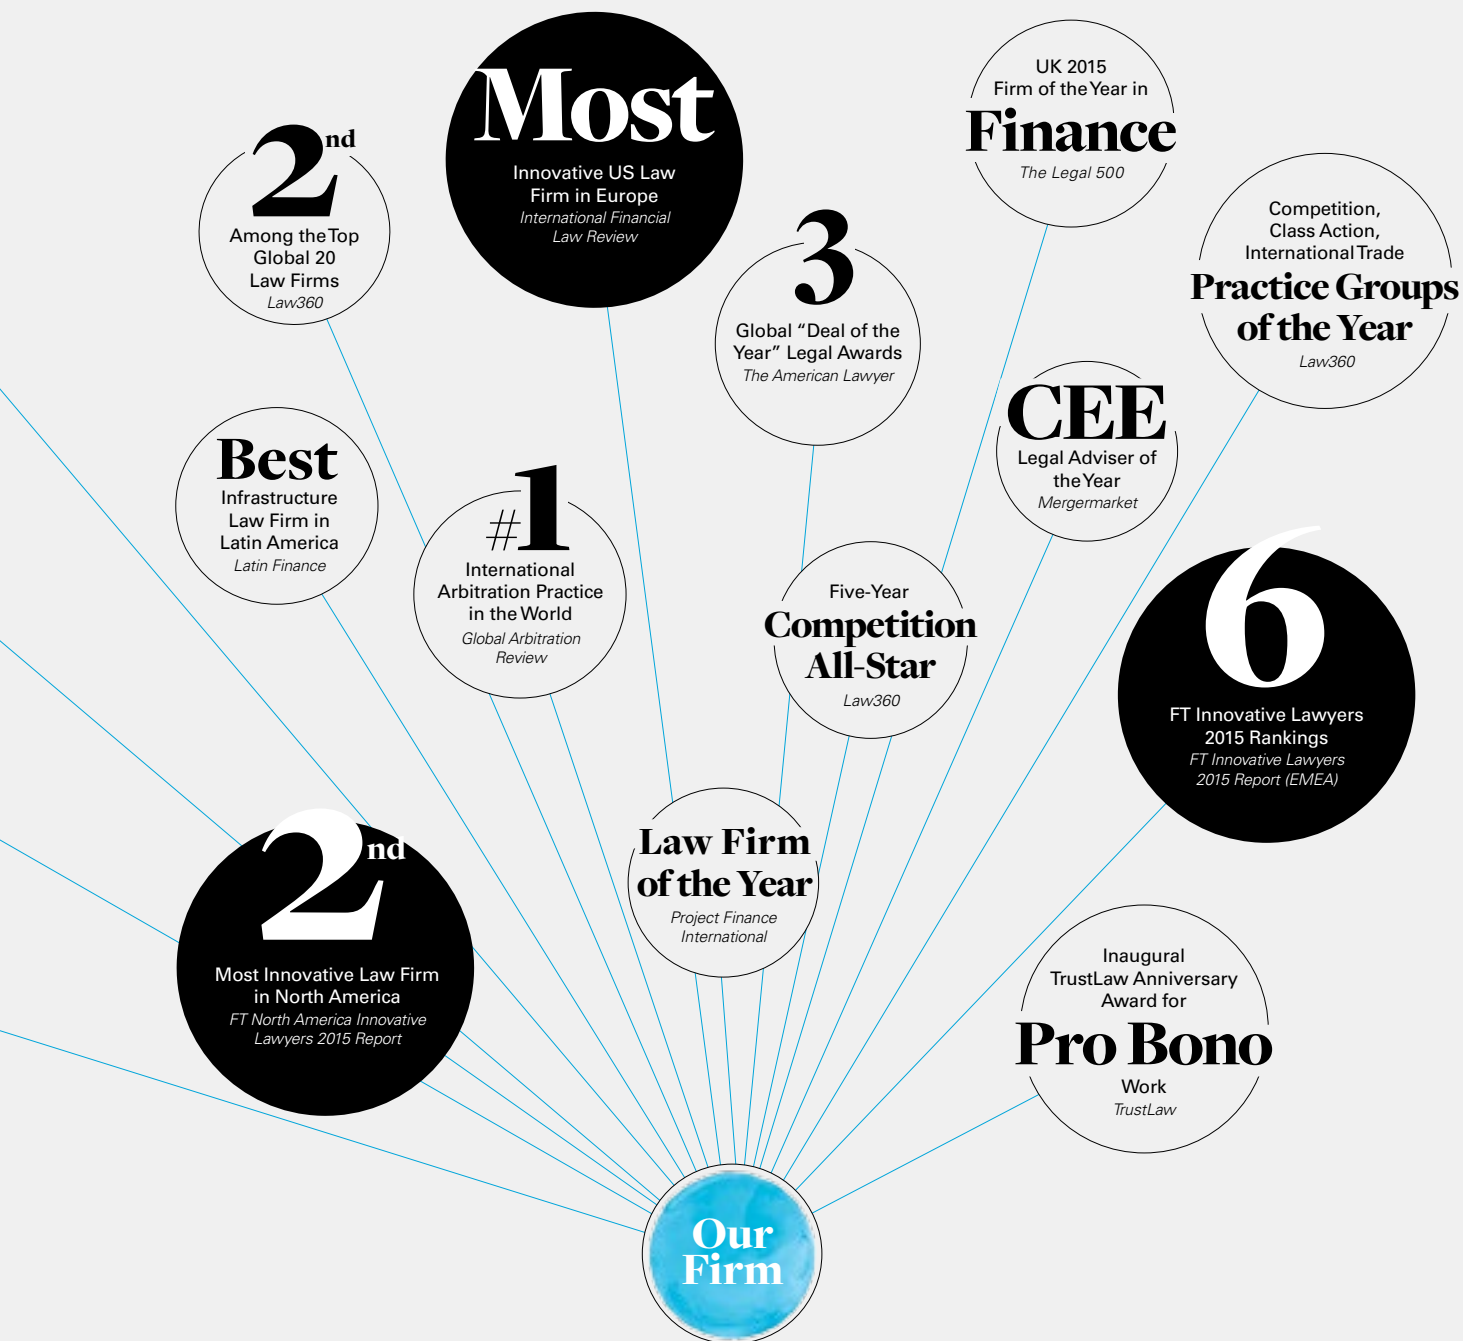 Most
Innovative US Law
Firm in Europe
International Financial
Law Review
UK 2015
Firm of the Year in
Finance
The Legal 500
2nd
Among the Top
Global 20
Law Firms
Law360
3
Global “Deal of the
Year” Legal Awards
The American Lawyer
Competition,
Class Action,
International Trade
Practice Groups
of the Year
Law360
Best
Infrastructure
Law Firm in
Latin America
Latin Finance
#1
International
Arbitration Practice
in the World
Global Arbitration
Review
CEE
Legal Adviser of
the Year
Mergermarket
Five-Year
Competition
All-Star
Law360
6
FT Innovative Lawyers
2015 Rankings
FT Innovative Lawyers
2015 Report (EMEA)
2nd
Most Innovative Law Firm
in North America
FT North America Innovative
Lawyers 2015 Report
Law Firm
of the Year
Project Finance
International
Inaugural
TrustLaw Anniversary
Award for
Pro Bono
Work
TrustLaw
Our
Firm